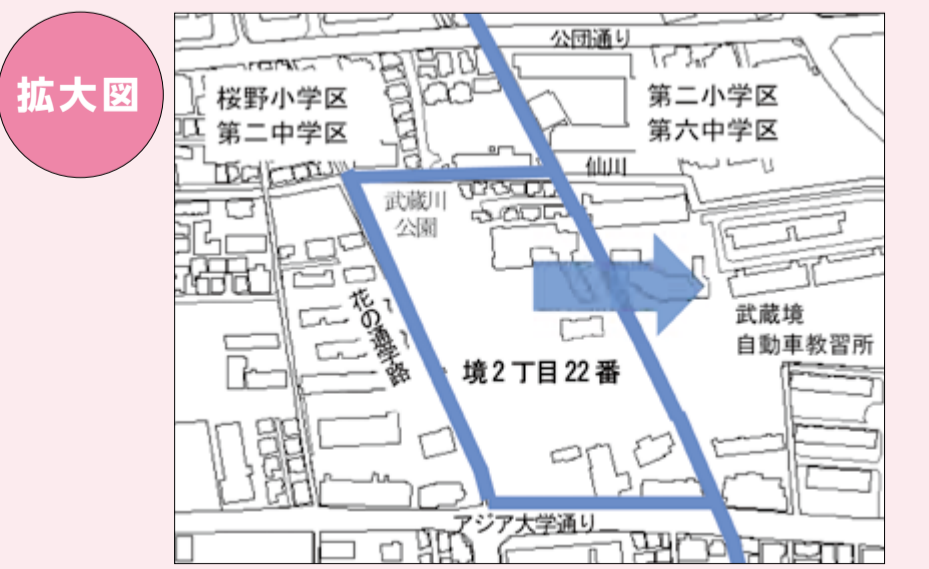 拡大図
公団通り
桜野小学区
第二中学区
第二小学区
第六中学区
仙川
武蔵川
公園
花の通学路
武蔵境
自動車教習所
境2丁目22番
アジア大学通り